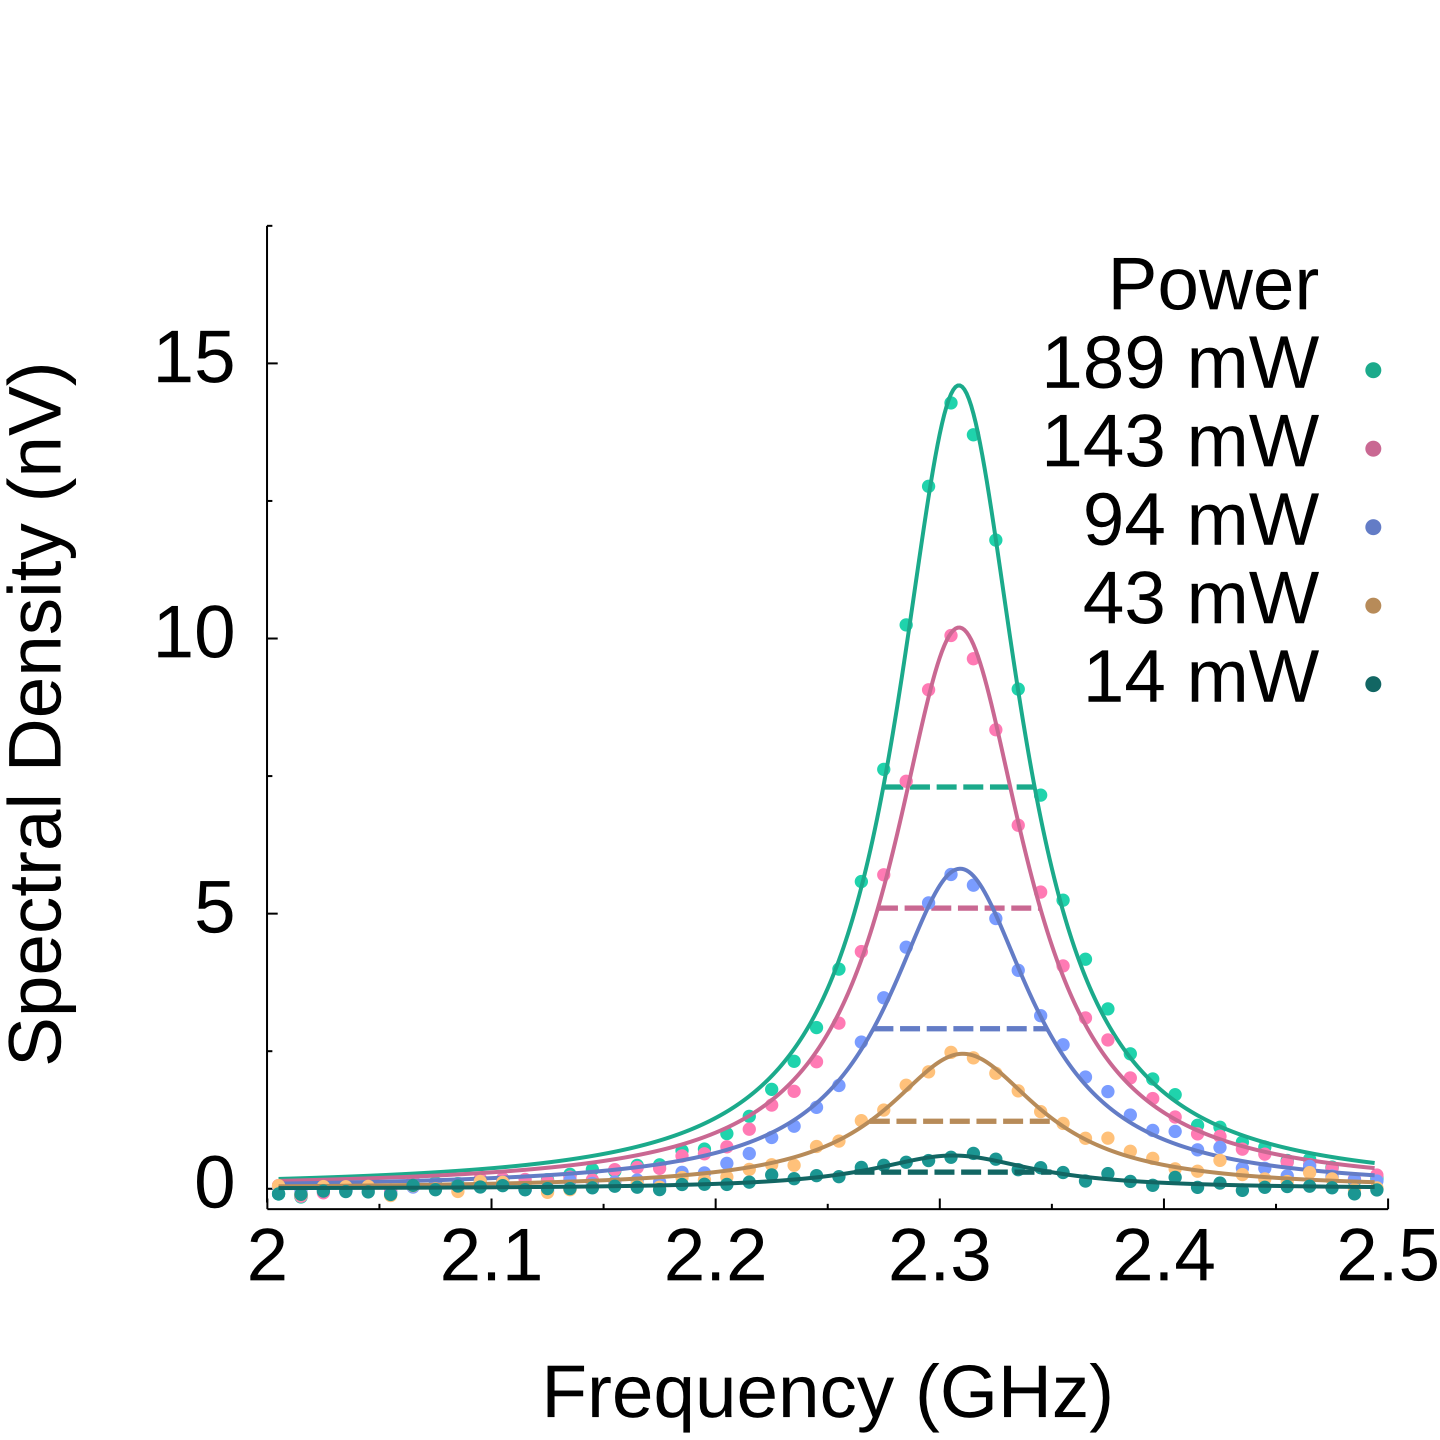 Power
189 mW
143 mW
94 mW
43 mW
14 mW
15
10
5
0
Spectral Density (nV)
2 2.1 2.2 2.3 2.4 2.5
Frequency (GHz)